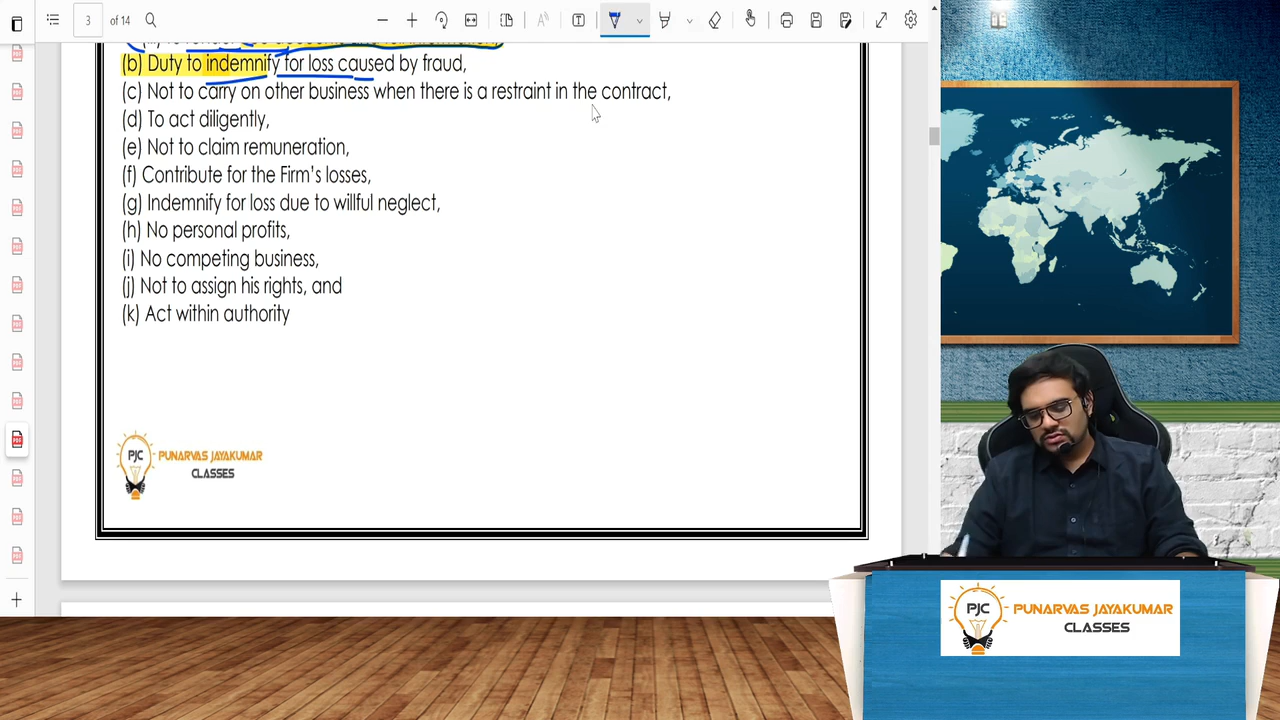 3 of 14
(b) Duty to indemnify for loss caused by fraud,
(c) Not to carry on other business when there is a restraint in the contract,
(d) To act diligently,
(e) Not to claim remuneration,
(f) Contribute for the Firm's losses,
(g) Indemnify for loss due to willful neglect,
(h) No personal profits,
(i) No competing business,
(j) Not to assign his rights, and
(k) Act within authority
PJC PUNARVAS JAYAKUMAR
CLASSES
PJC PUNARVAS JAYAKUMAR
CLASSES